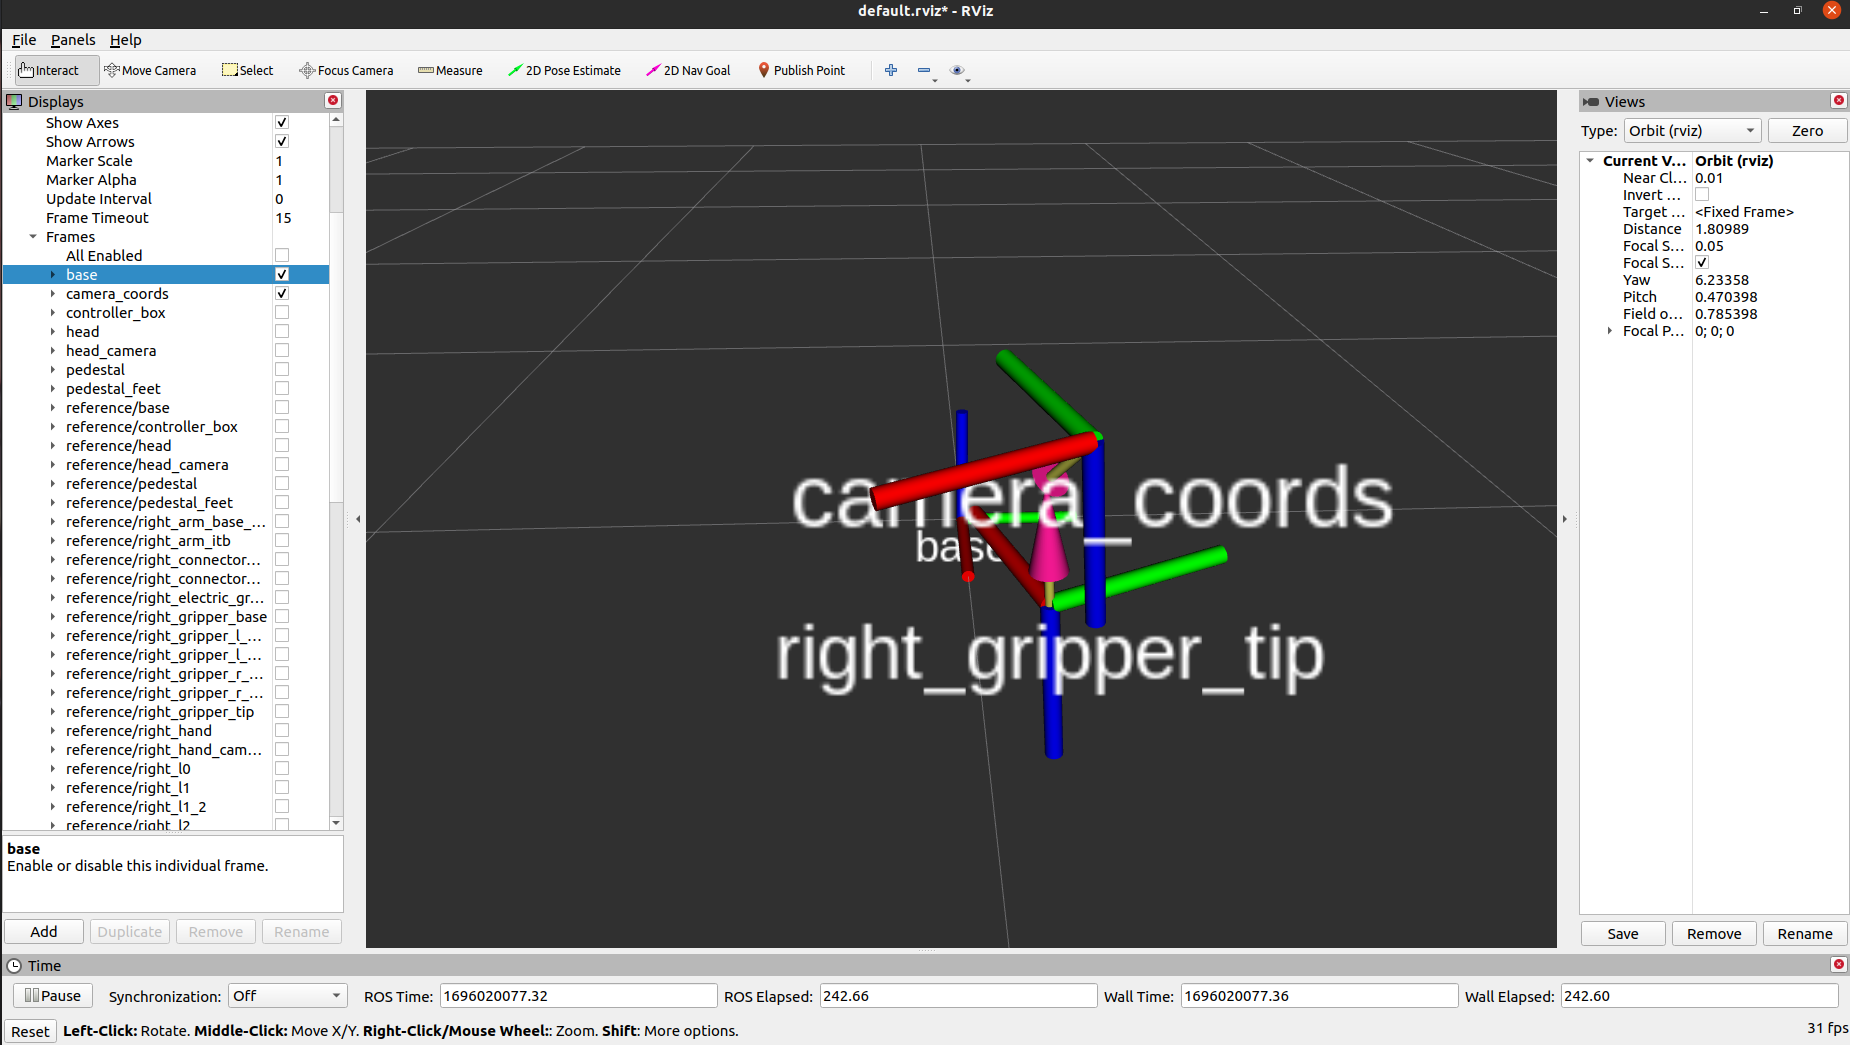 default.rviz* - RViz
File Panels Help
Interact Move Camera Select Focus Camera Measure 2D Pose Estimate 2D Nav Goal Publish Point
Displays
Show Axes
Show Arrows
Marker Scale 1
Marker Alpha 1
Update Interval 0
Frame Timeout 15
Frames
All Enabled
base
camera_coords
controller_box
head
head_camera
pedestal
pedestal_feet
reference/base
reference/controller_box
reference/head
reference/head_camera
reference/pedestal
reference/pedestal_feet
reference/right_arm_base_...
reference/right_arm_itb
reference/right_connector...
reference/right_connector...
reference/right_electric_gr...
reference/right_gripper_base
reference/right_gripper_l_...
reference/right_gripper_l_...
reference/right_gripper_r_...
reference/right_gripper_r_...
reference/right_gripper_tip
reference/right_hand
reference/right_hand_cam...
reference/right_l0
reference/right_l1
reference/right_l1_2
reference/right_l2
base
Enable or disable this individual frame.
Add Duplicate Remove Rename
camera_coords
base
right_gripper_tip
Views
Type: Orbit (rviz) Zero
Current V... Orbit (rviz)
Near Cl... 0.01
Invert ...
Target ... <Fixed Frame>
Distance 1.80989
Focal S... 0.05
Focal S...
Yaw 6.23358
Pitch 0.470398
Field o... 0.785398
Focal P... 0; 0; 0
Save Remove Rename
Time
Pause Synchronization: Off ROS Time: 1696020077.32 ROS Elapsed: 242.66 Wall Time: 1696020077.36 Wall Elapsed: 242.60
Reset Left-Click: Rotate. Middle-Click: Move X/Y. Right-Click/Mouse Wheel:: Zoom. Shift: More options. 31 fps